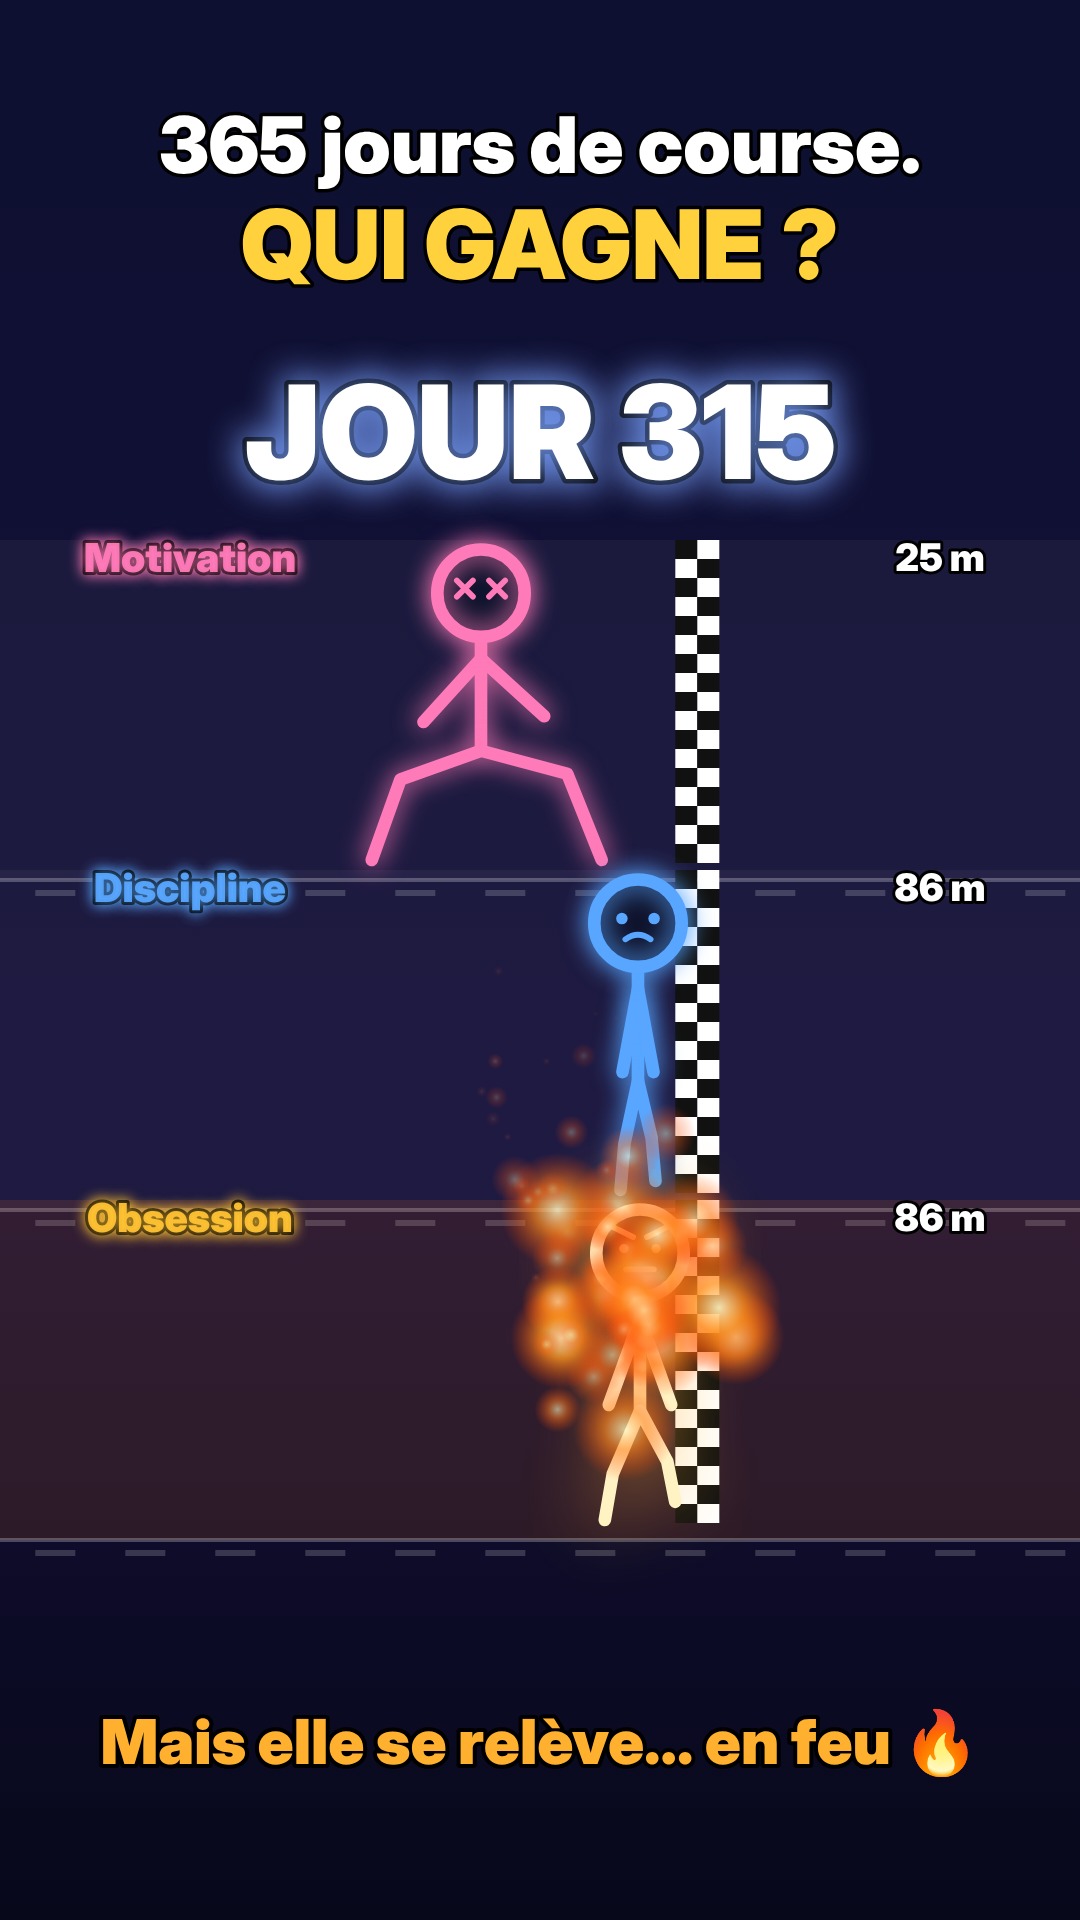 365 jours de course.
QUI GAGNE ?
JOUR 315
Motivation
25 m
Discipline
86 m
Obsession
86 m
Mais elle se relève... en feu 🔥